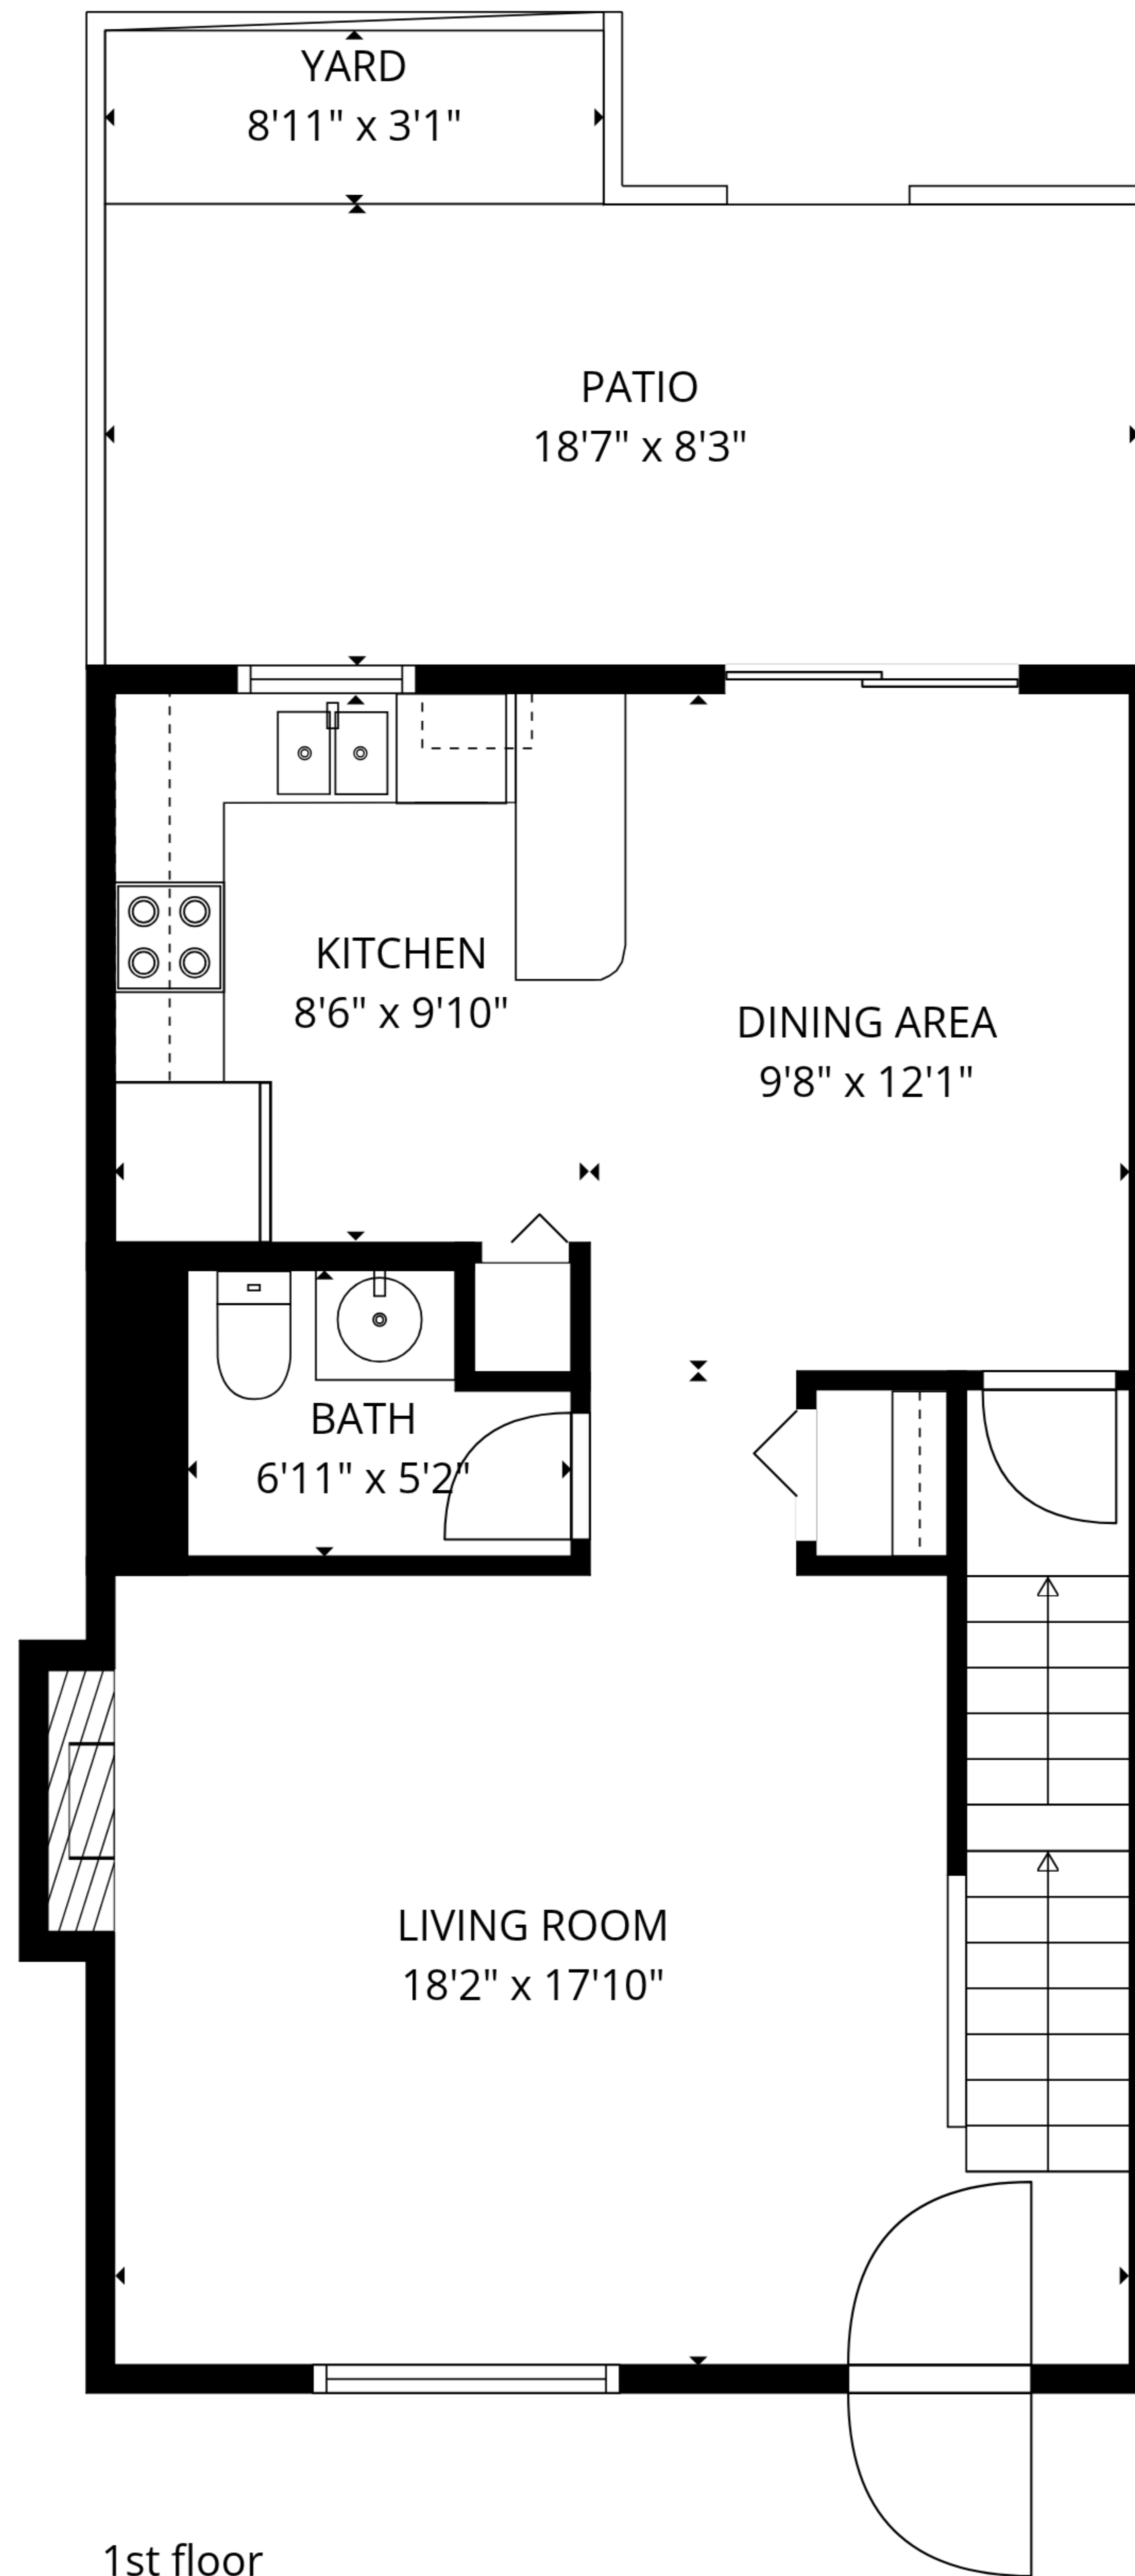 YARD
8'11" x 3'1"
PATIO
18'7" x 8'3"
KITCHEN
8'6" x 9'10"
DINING AREA
9'8" x 12'1"
BATH
6'11" x 5'2"
LIVING ROOM
18'2" x 17'10"
1st floor